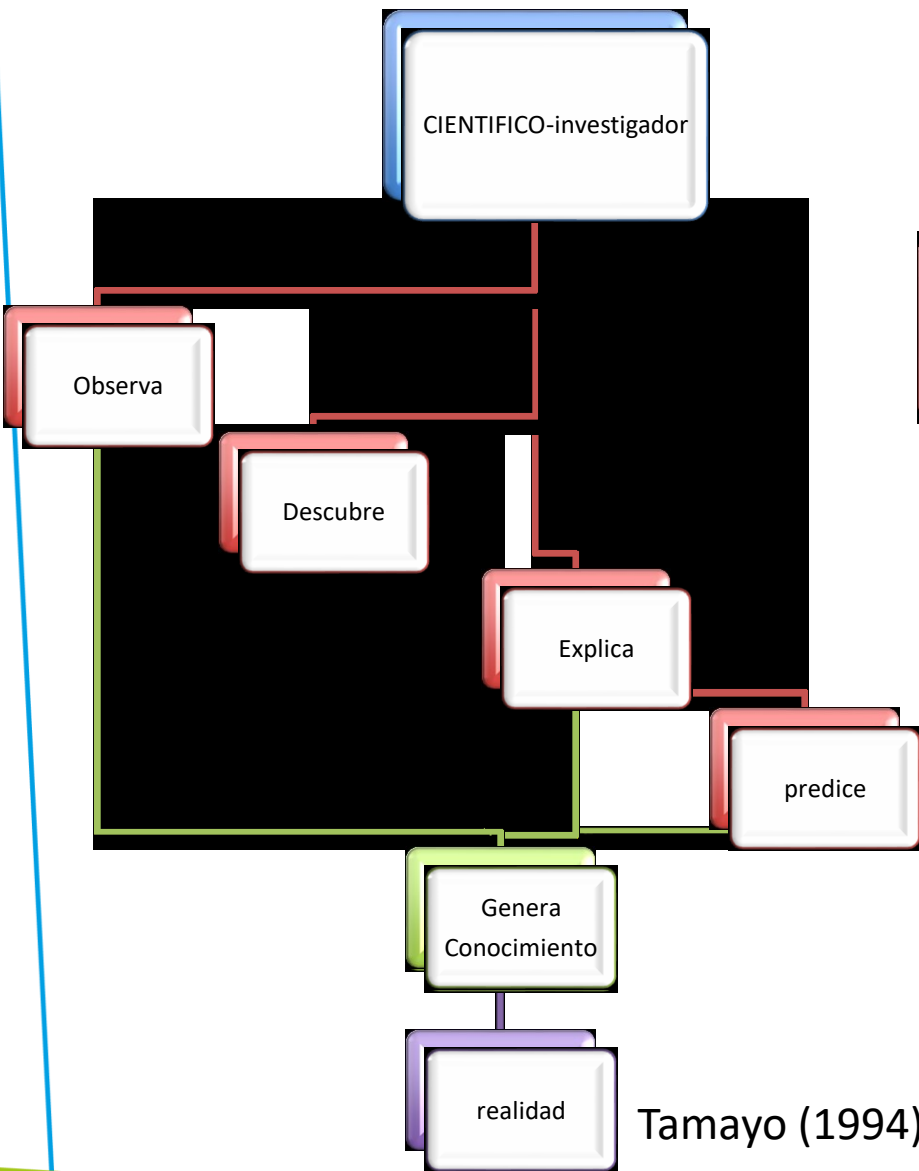 CIENTIFICO-investigador
Observa
Descubre
Explica
predice
Genera
Conocimiento
realidad
Tamayo (1994)